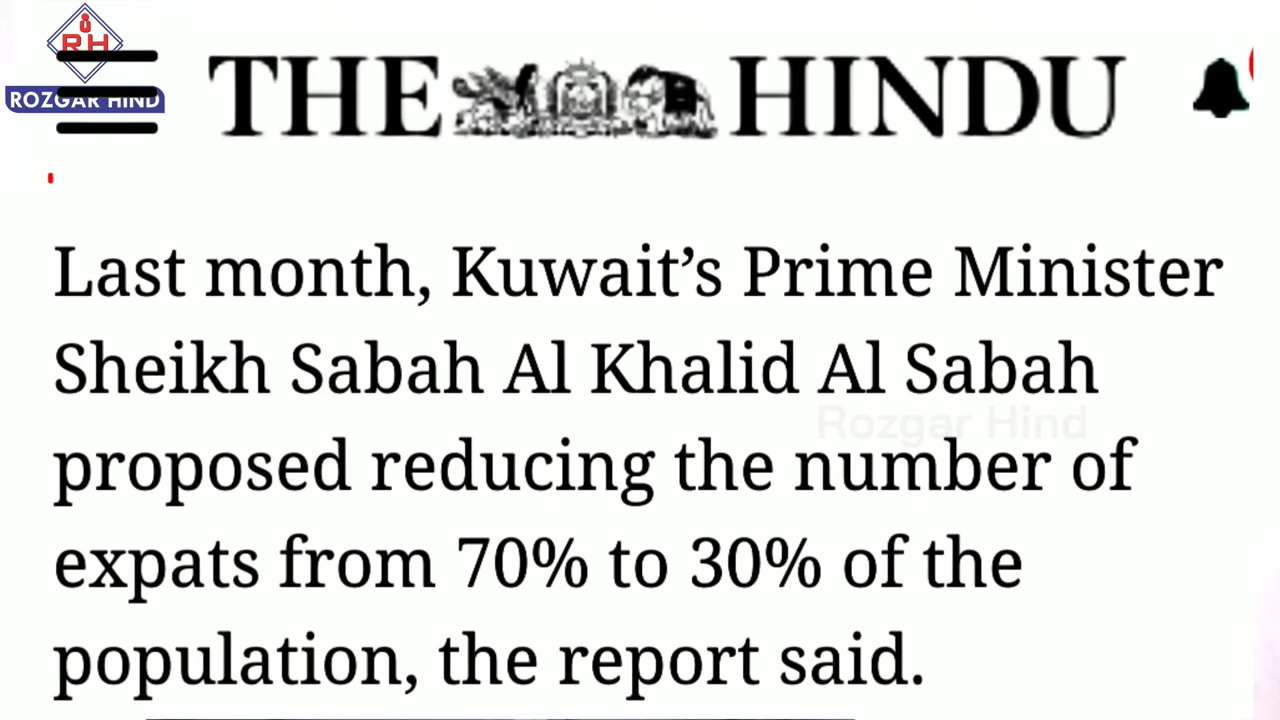 RH
ROZGAR HIND
THE HINDU
Last month, Kuwait’s Prime Minister
Sheikh Sabah Al Khalid Al Sabah
Rozgar Hind
proposed reducing the number of
expats from 70% to 30% of the
population, the report said.